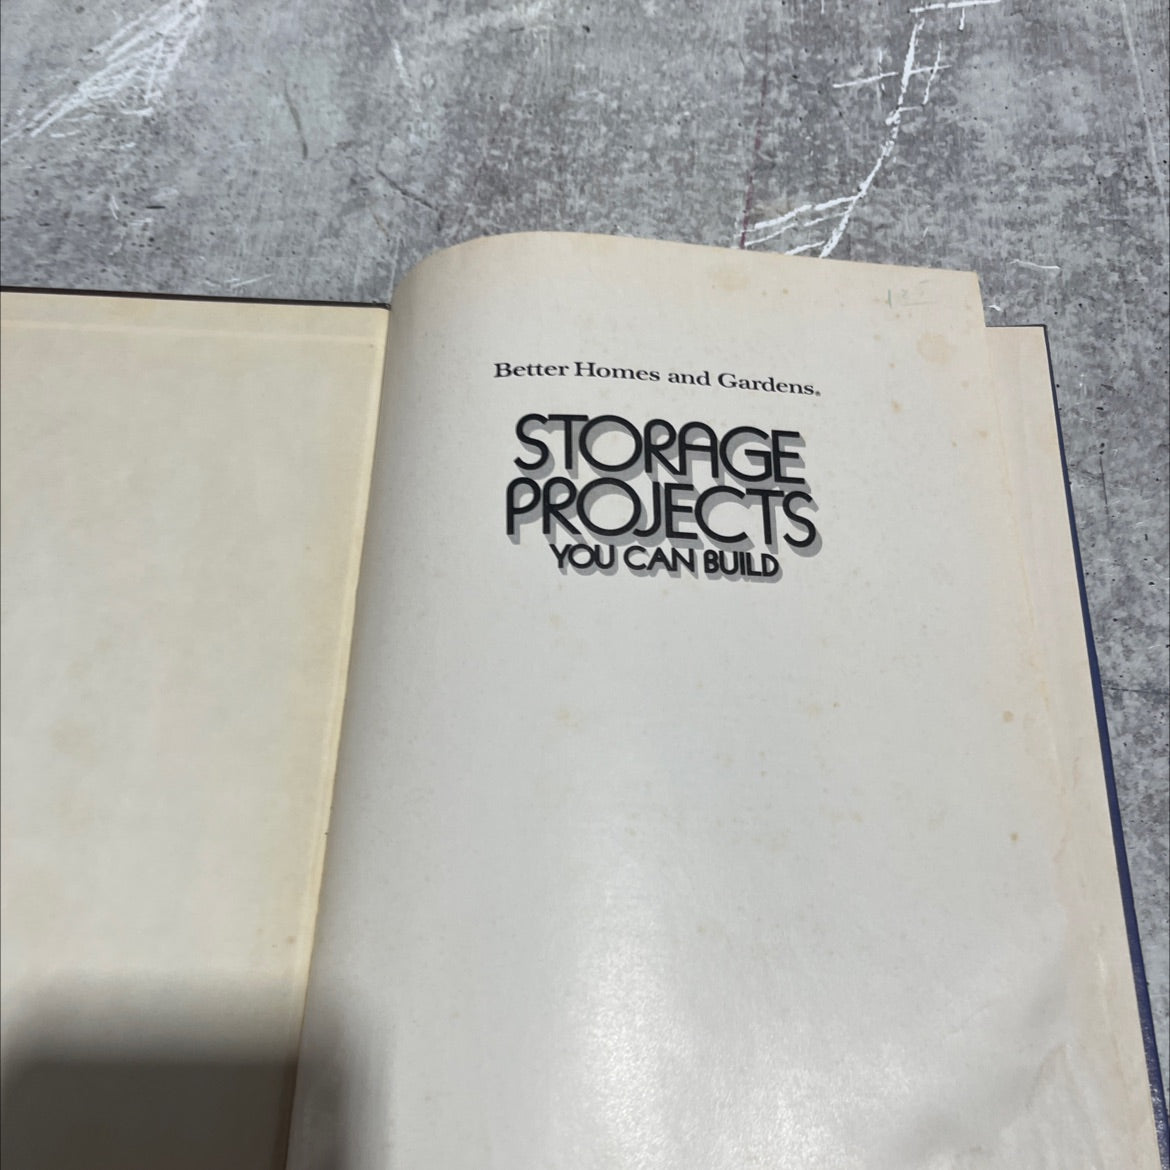 Better Homes and Gardens®
STORAGE
PROJECTS
YOU CAN BUILD